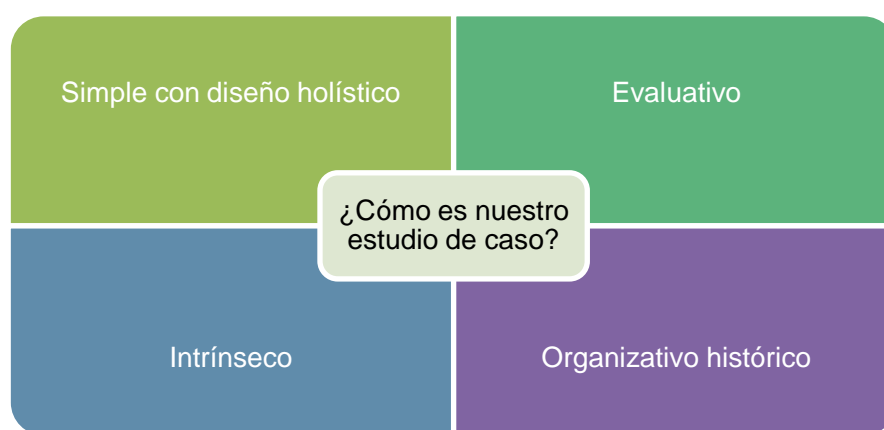 Simple con diseño holístico
Evaluativo
¿Cómo es nuestro
estudio de caso?
Intrínseco
Organizativo histórico